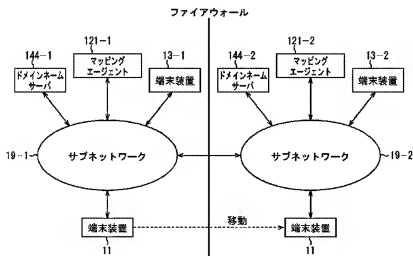 ファイアウォール
144-1
121-1
13-1
144-2
121-2
13-2
ドメインネーム
サーバ
マッピング
エージェント
端末装置
ドメインネーム
サーバ
マッピング
エージェント
端末装置
19-1
サブネットワーク
サブネットワーク
19-2
端末装置
移動
端末装置
11
11